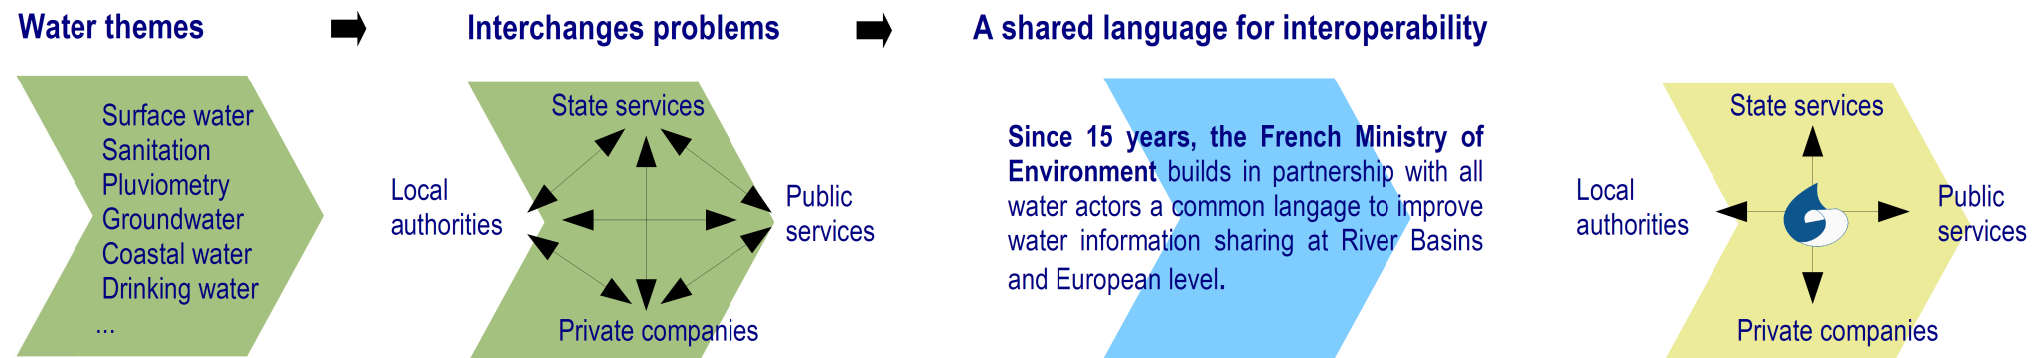 Water themes
Interchanges problems
A shared language for interoperability
Surface water
Sanitation
Pluviometry
Groundwater
Coastal water
Drinking water
...
State services
Local
authorities
Public
services
Private companies
Since 15 years, the French Ministry of
Environment builds in partnership with all
water actors a common langage to improve
water information sharing at River Basins
and European level.
State services
Local
authorities
Public
services
Private companies